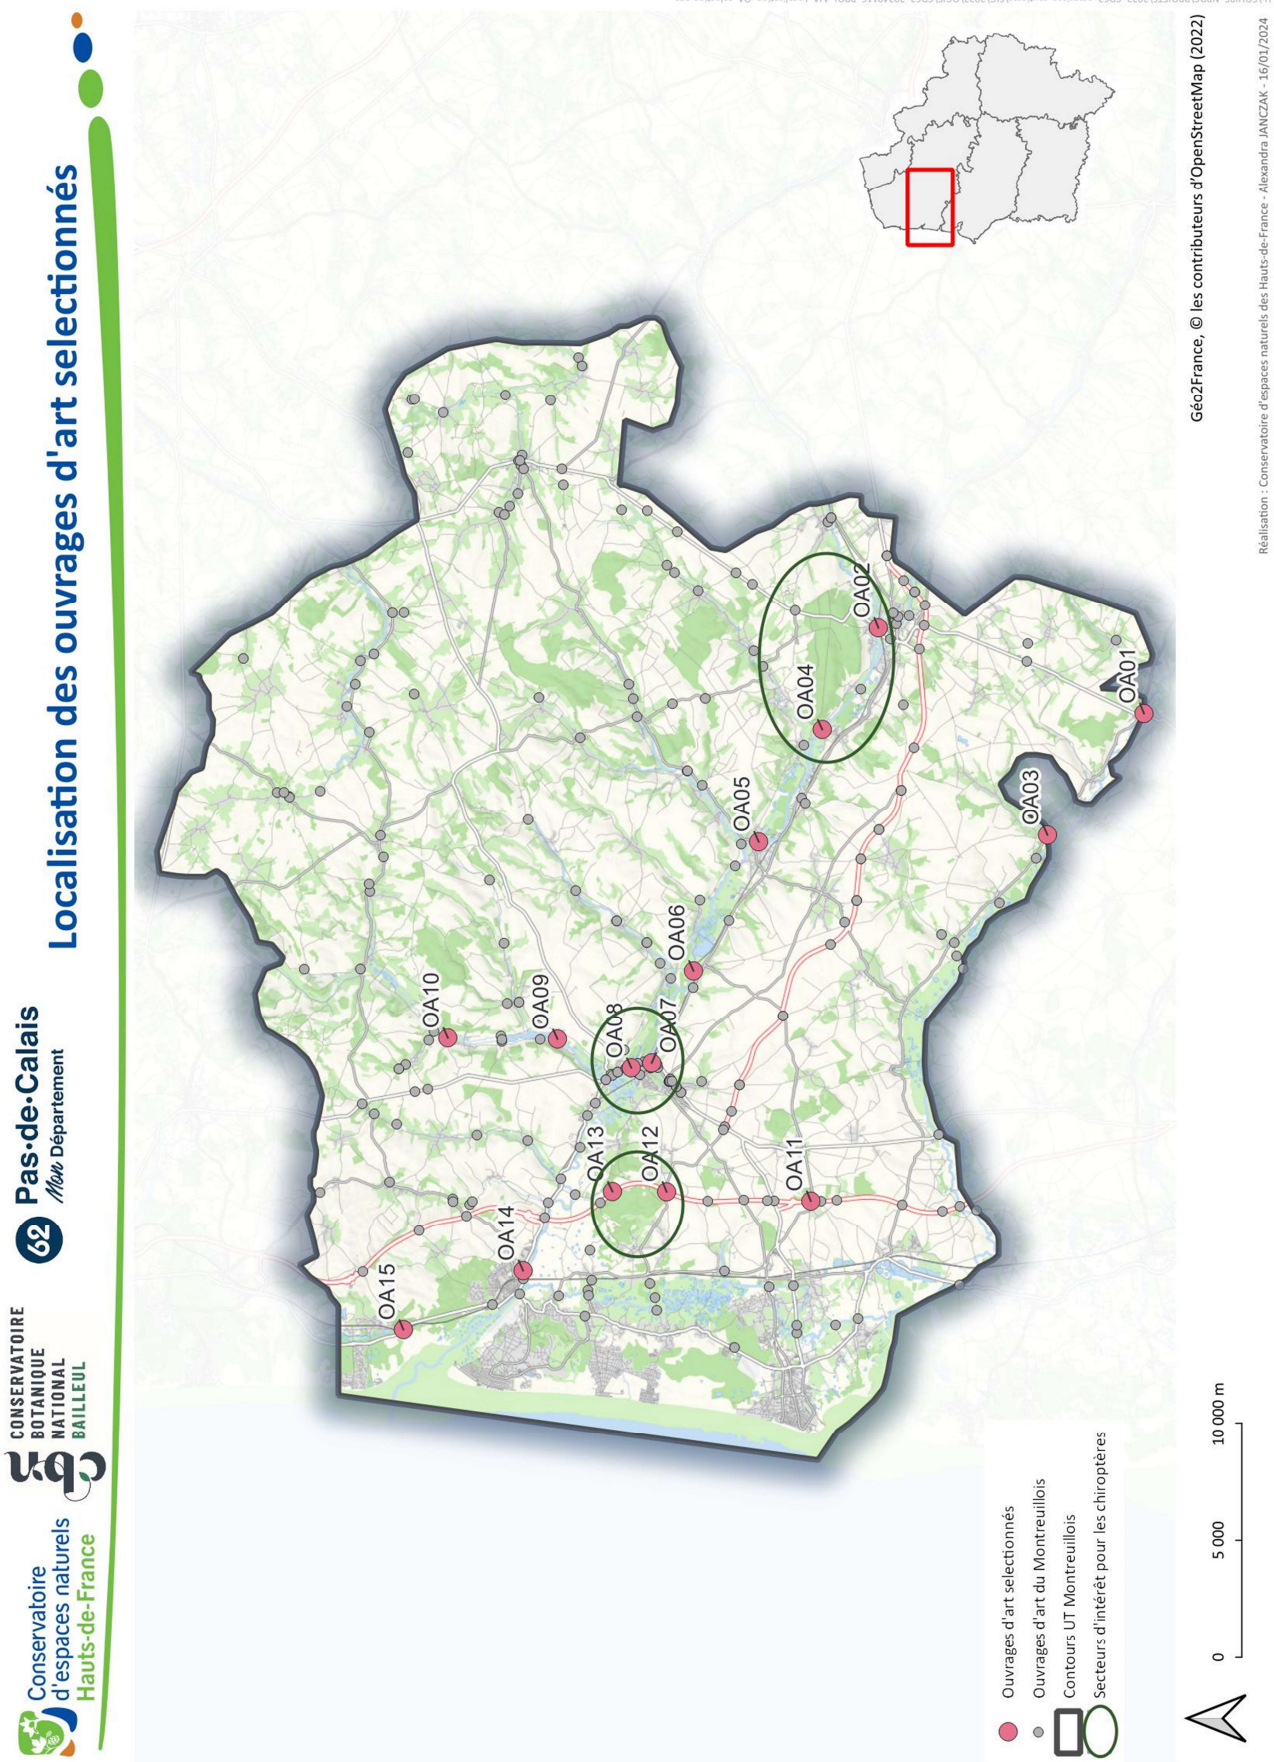 Conservatoire
d'espaces naturels
Hauts-de-France
cbn
CONSERVATOIRE
BOTANIQUE
NATIONAL
BAILLEUL
62 Pas•de•Calais
Mon Département
Localisation des ouvrages d'art selectionnés
OA15
OA14
OA13
OA12
OA11
OA10
OA09
OA08
OA07
OA06
OA05
OA04
OA02
OA03
OA01
Ouvrages d'art selectionnés
Ouvrages d'art du Montreuillois
Contours UT Montreuillois
Secteurs d'intérêt pour les chiroptères
0 5 000 10 000 m
Géo2France, © les contributeurs d'OpenStreetMap (2022)
Réalisation : Conservatoire d'espaces naturels des Hauts-de-France - Alexandra JANCZAK - 16/01/2024